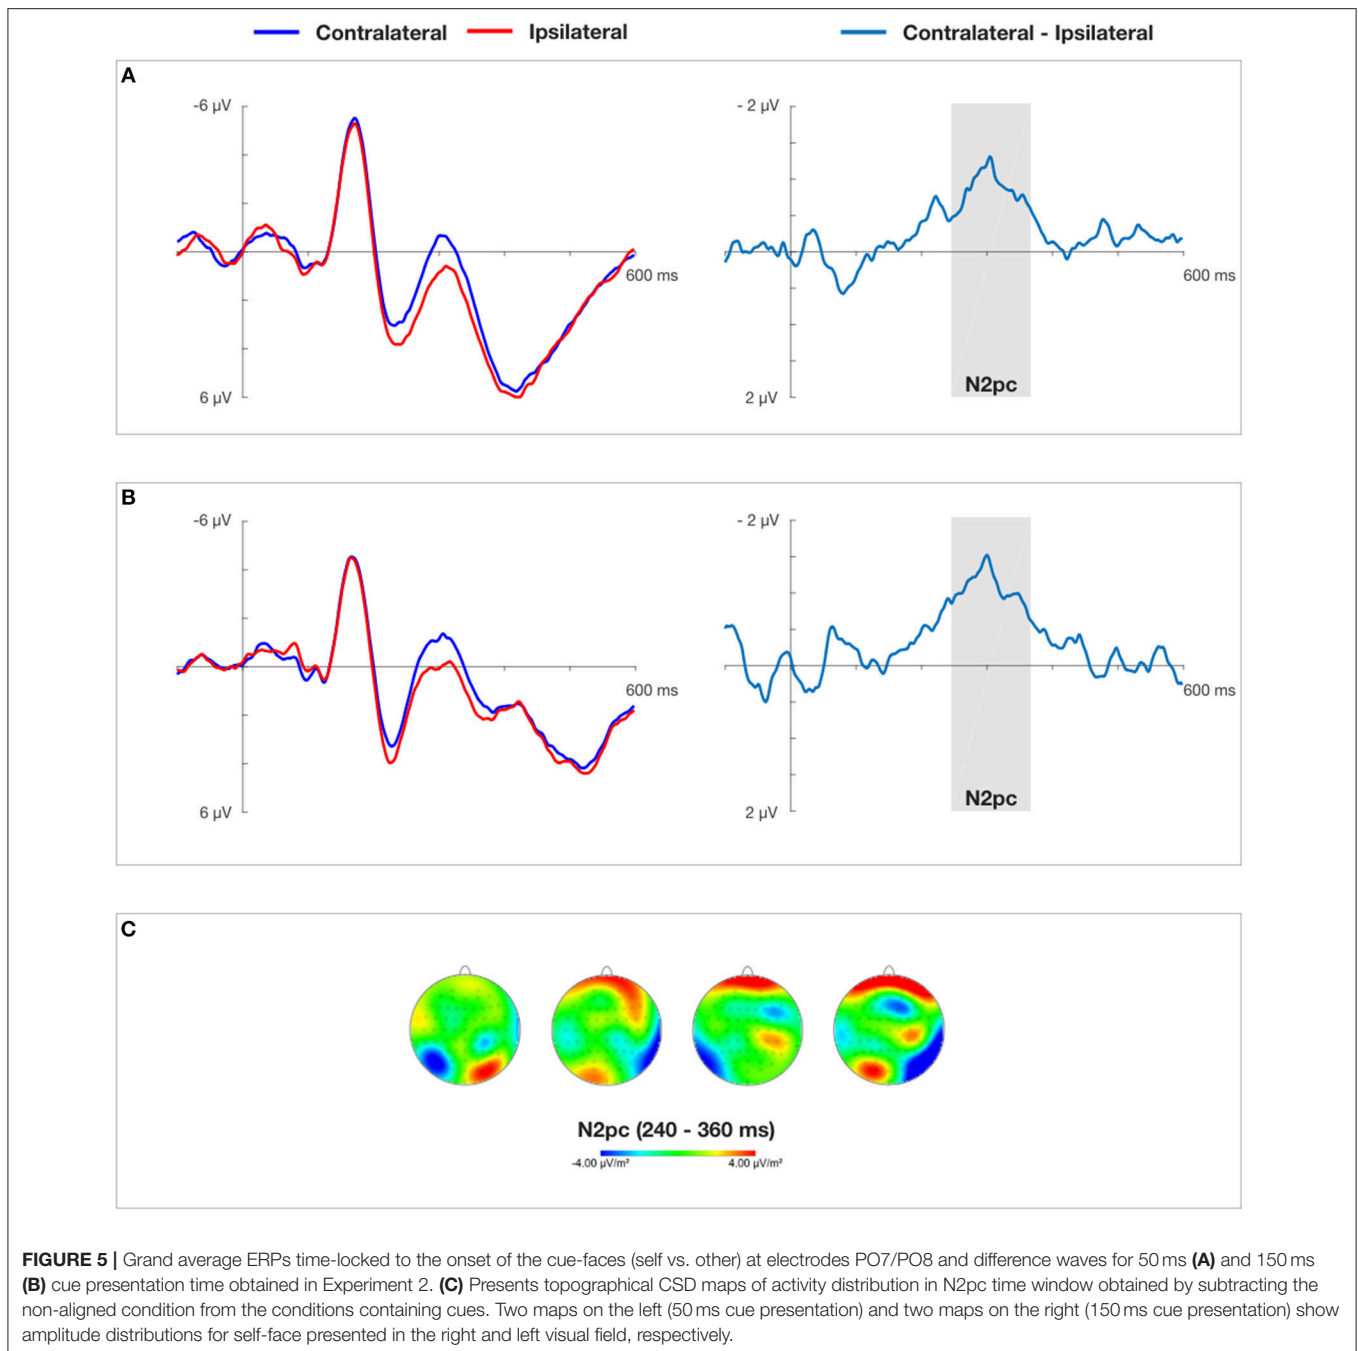 Contralateral Ipsilateral Contralateral - Ipsilateral
A
-6 µV - 2 µV
600 ms 600 ms
N2pc
6 µV 2 µV
B
-6 µV - 2 µV
600 ms 600 ms
N2pc
6 µV 2 µV
C
N2pc (240 - 360 ms)
-4.00 µV/m² 4.00 µV/m²
FIGURE 5 | Grand average ERPs time-locked to the onset of the cue-faces (self vs. other) at electrodes PO7/PO8 and difference waves for 50 ms (A) and 150 ms
(B) cue presentation time obtained in Experiment 2. (C) Presents topographical CSD maps of activity distribution in N2pc time window obtained by subtracting the
non-aligned condition from the conditions containing cues. Two maps on the left (50 ms cue presentation) and two maps on the right (150 ms cue presentation) show
amplitude distributions for self-face presented in the right and left visual field, respectively.